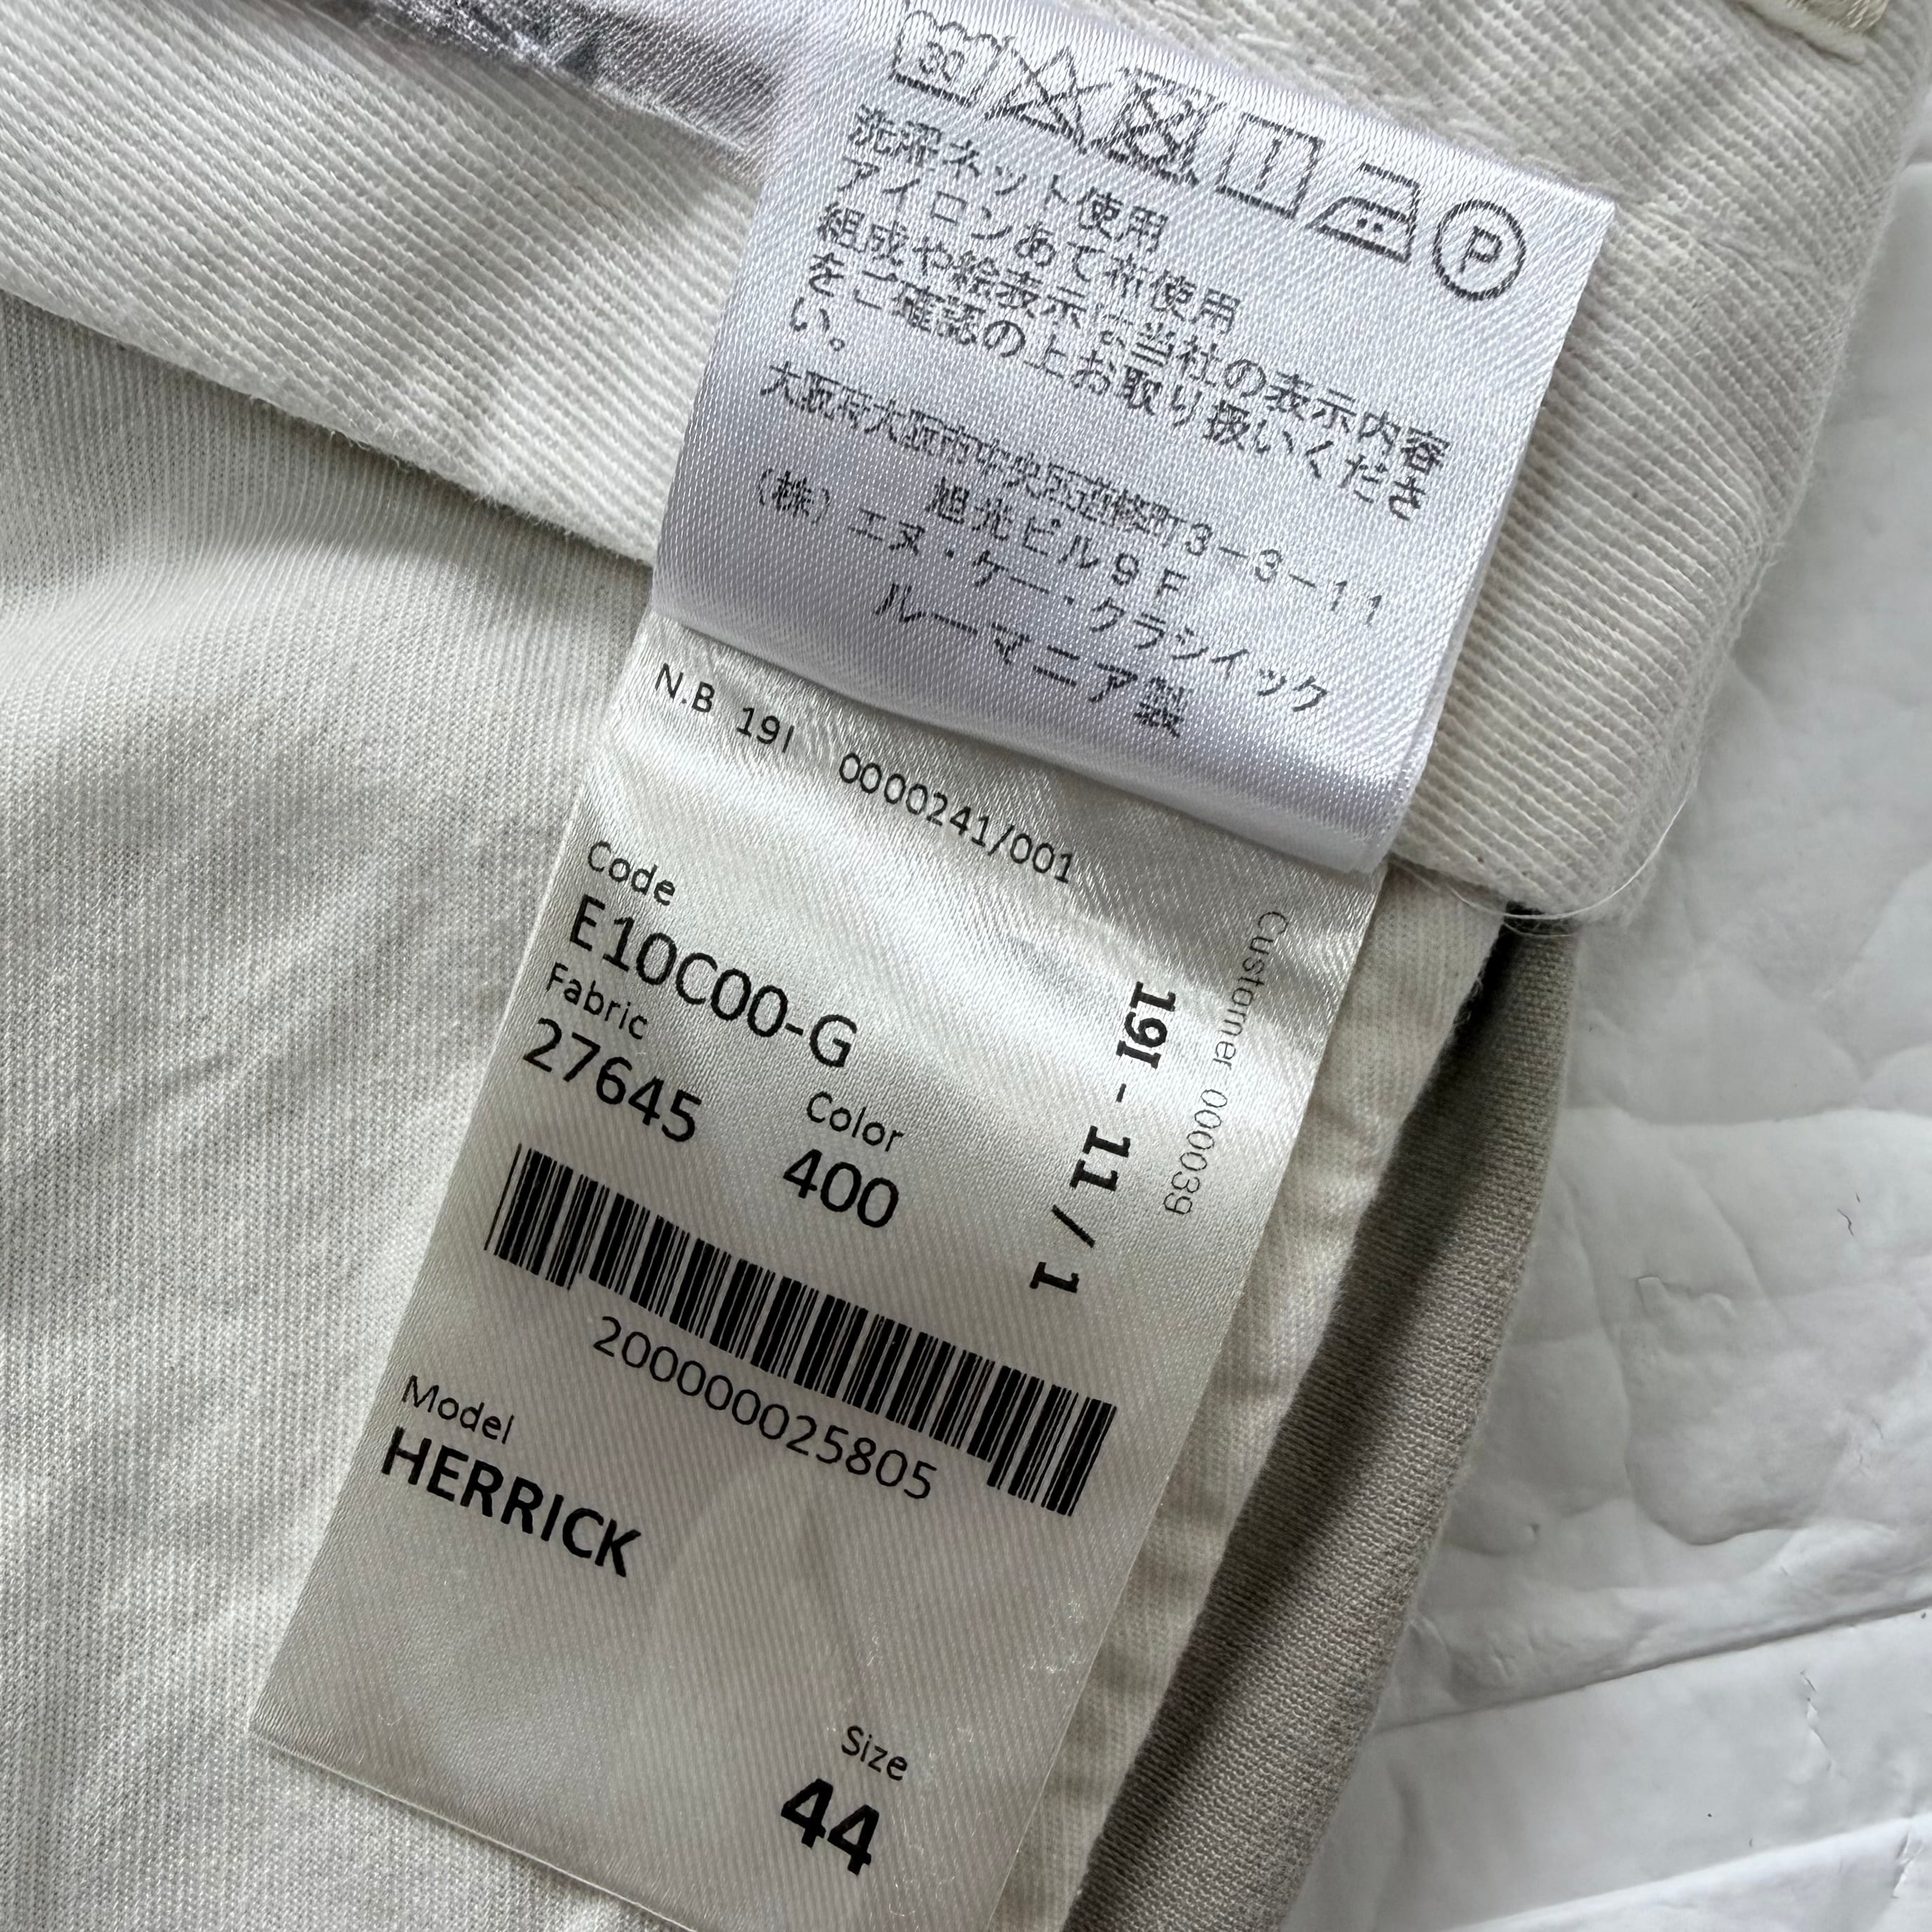 30
P
洗濯ネット使用
アイロンあて布使用
組成や絵表示は当社の表示内容
をご確認の上お取り扱いくださ
い。
大阪府大阪市中央区道修町3-3-11
旭光ビル9F
(株)エヌ・ケー・クラシィック
ルーマニア製
N.B 19I 0000241/001
Customer 000039
Code
E10C00-G
19I - 11 / 1
Fabric
27645
Color
400
200000025805
Model
HERRICK
Size
44